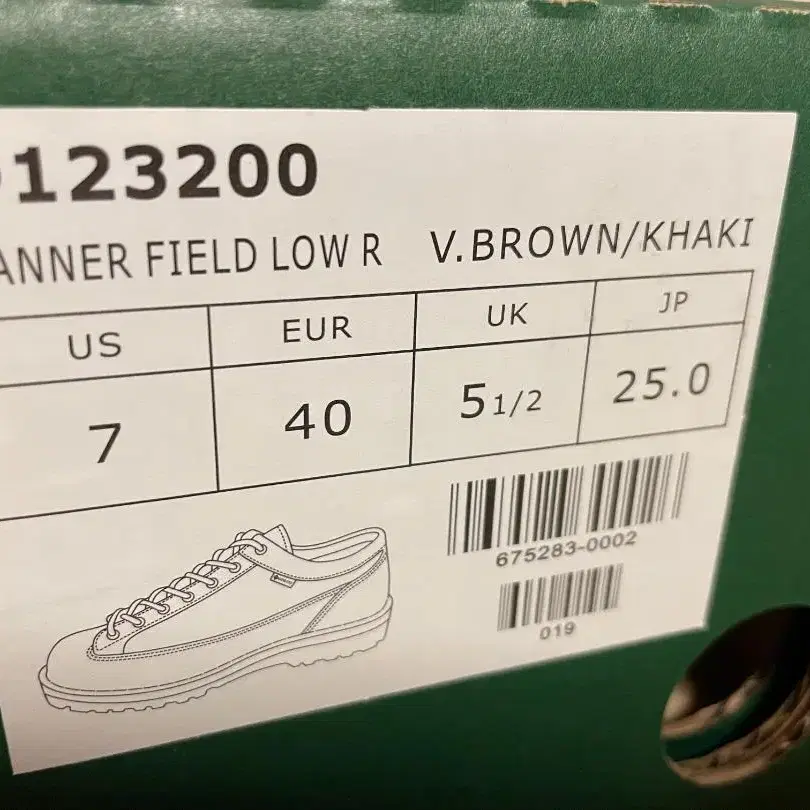 123200
ANNER FIELD LOW R V.BROWN/KHAKI
US EUR UK JP
7 40 5 1/2 25.0
675283-0002
019